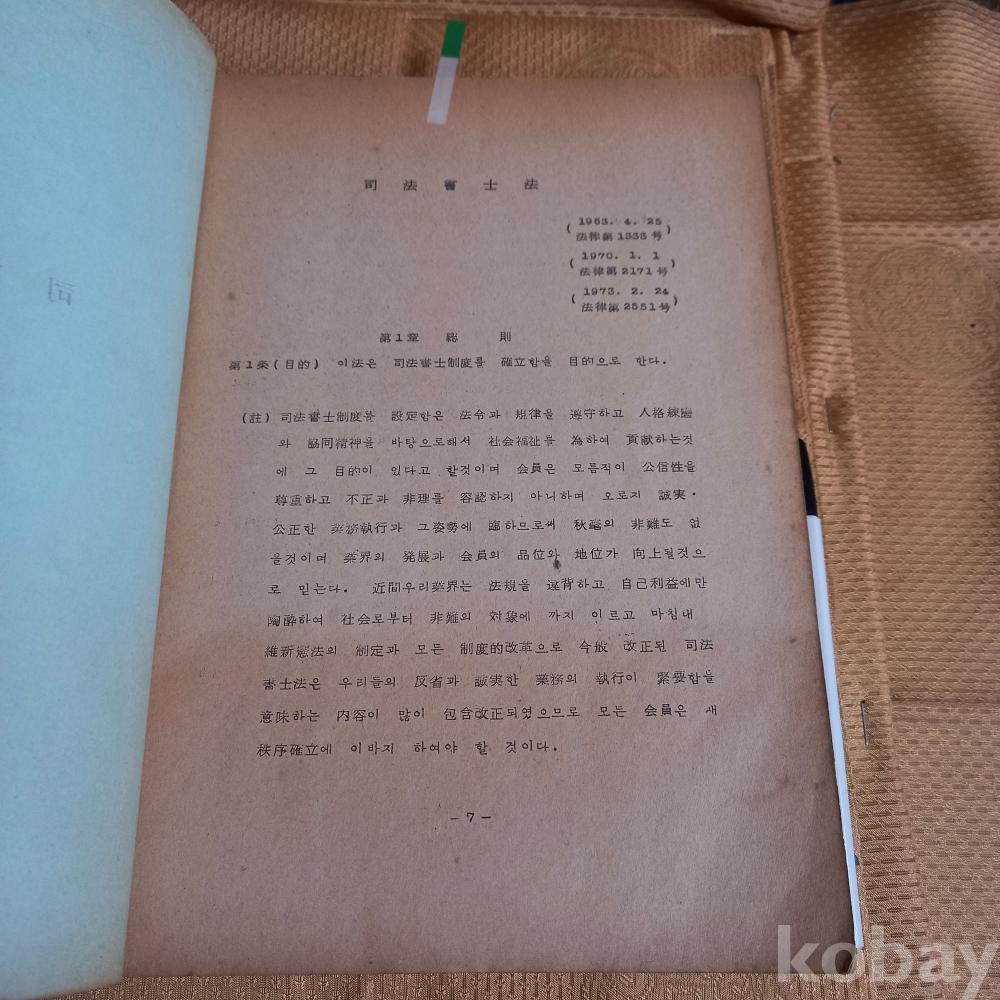 司法書士法
(1963. 4. 25
法律第1333号)
(1970. 1. 1
法律第2171号)
(1973. 2. 24
法律第2551号)
第1章 総 則
第1条(目的) 이法은 司法書士制度를 確立함을 目的으로 한다.
(註) 司法書士制度를 設定함은 法令과 規律을 遵守하고 人格練磨
와 協同精神을 바탕으로해서 社会福祉를 為하여 貢献하는것
에 그 目的이 있다고 할것이며 会員은 모름직이 公信性을
尊重하고 不正과 非理를 容認하지 아니하며 오로지 誠実·
公正한 業務執行과 그姿勢에 臨하므로써 秋毫의 非難도 없
을것이며 業界의 発展과 会員의 品位와 地位가 向上될것으
로 믿는다. 近間우리業界는 法規을 違背하고 自己利益에만
陶酔하여 社会로부터 非難의 対象에 까지 이르고 마침내
維新憲法의 制定과 모든 制度的改革으로 今般 改正된 司法
書士法은 우리들의 反省과 誠実한 業務의 執行이 緊要함을
意味하는 内容이 많이 包含改正되였으므로 모든 会員은 새
秩序確立에 이바지 하여야 할 것이다.
- 7 -
kobay